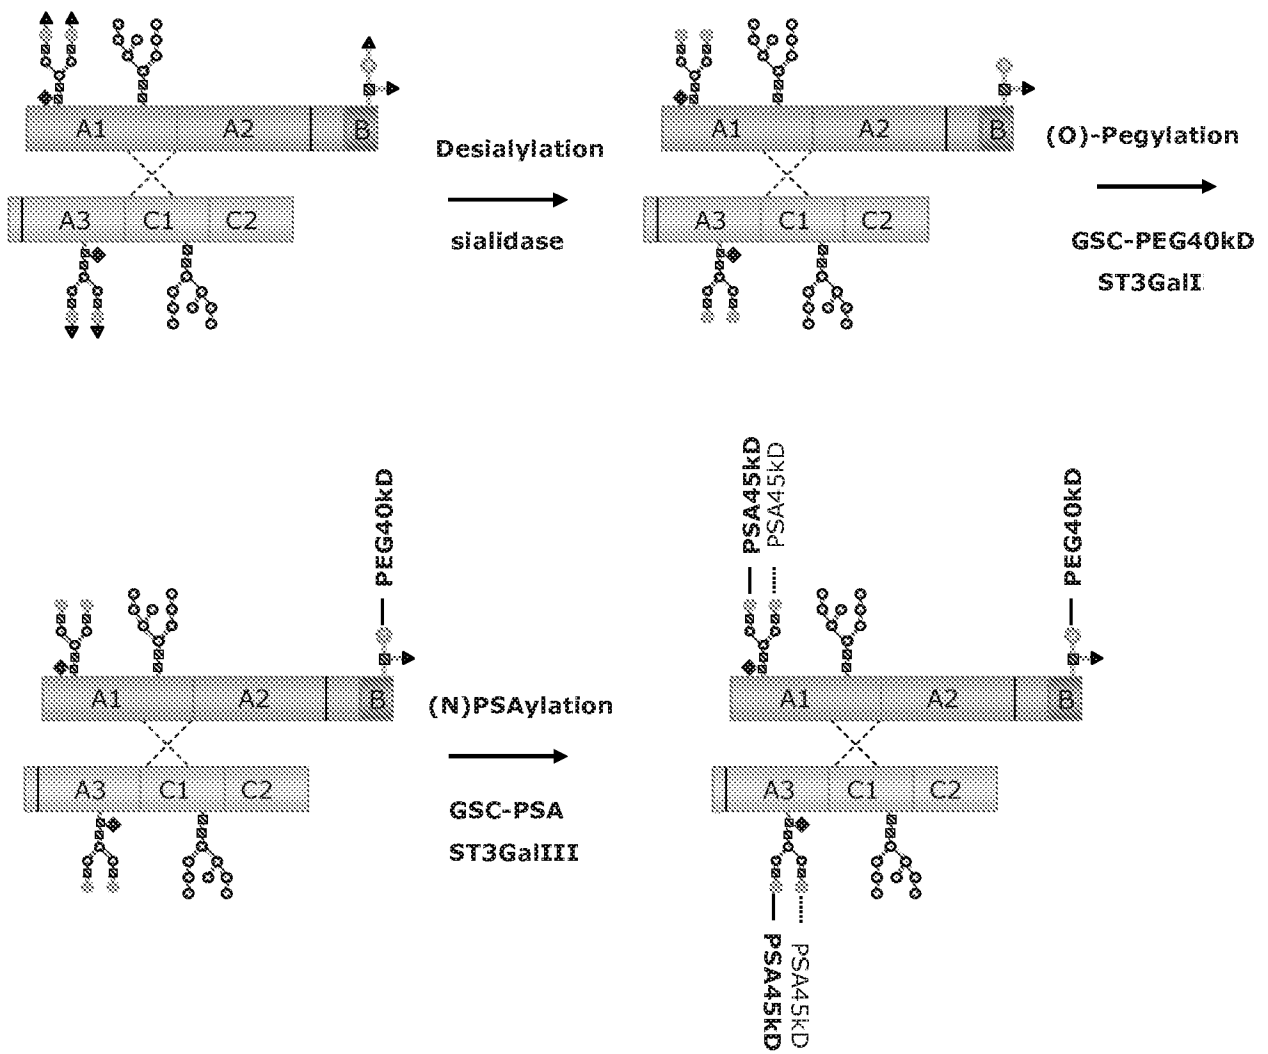 A1 A2 B
A3 C1 C2
Desialylation
sialidase
A1 A2 B
A3 C1 C2
(O)-Pegylation
GSC-PEG40kD
ST3GalI
PEG40kD
A1 A2 B
A3 C1 C2
(N)PSAylation
GSC-PSA
ST3GalIII
PSA45kD
PSA45kD
PEG40kD
A1 A2 B
A3 C1 C2
PSA45kD
PSA45kD